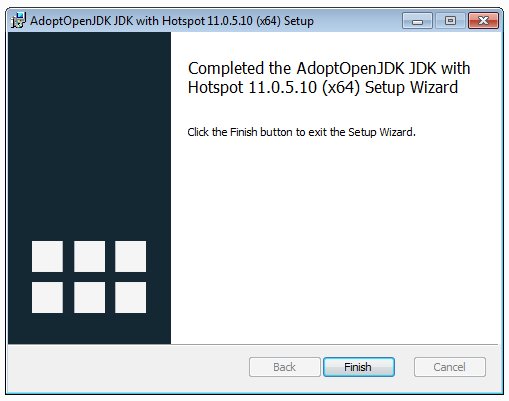 AdoptOpenJDK JDK with Hotspot 11.0.5.10 (x64) Setup
Completed the AdoptOpenJDK JDK with
Hotspot 11.0.5.10 (x64) Setup Wizard
Click the Finish button to exit the Setup Wizard.
Back
Finish
Cancel